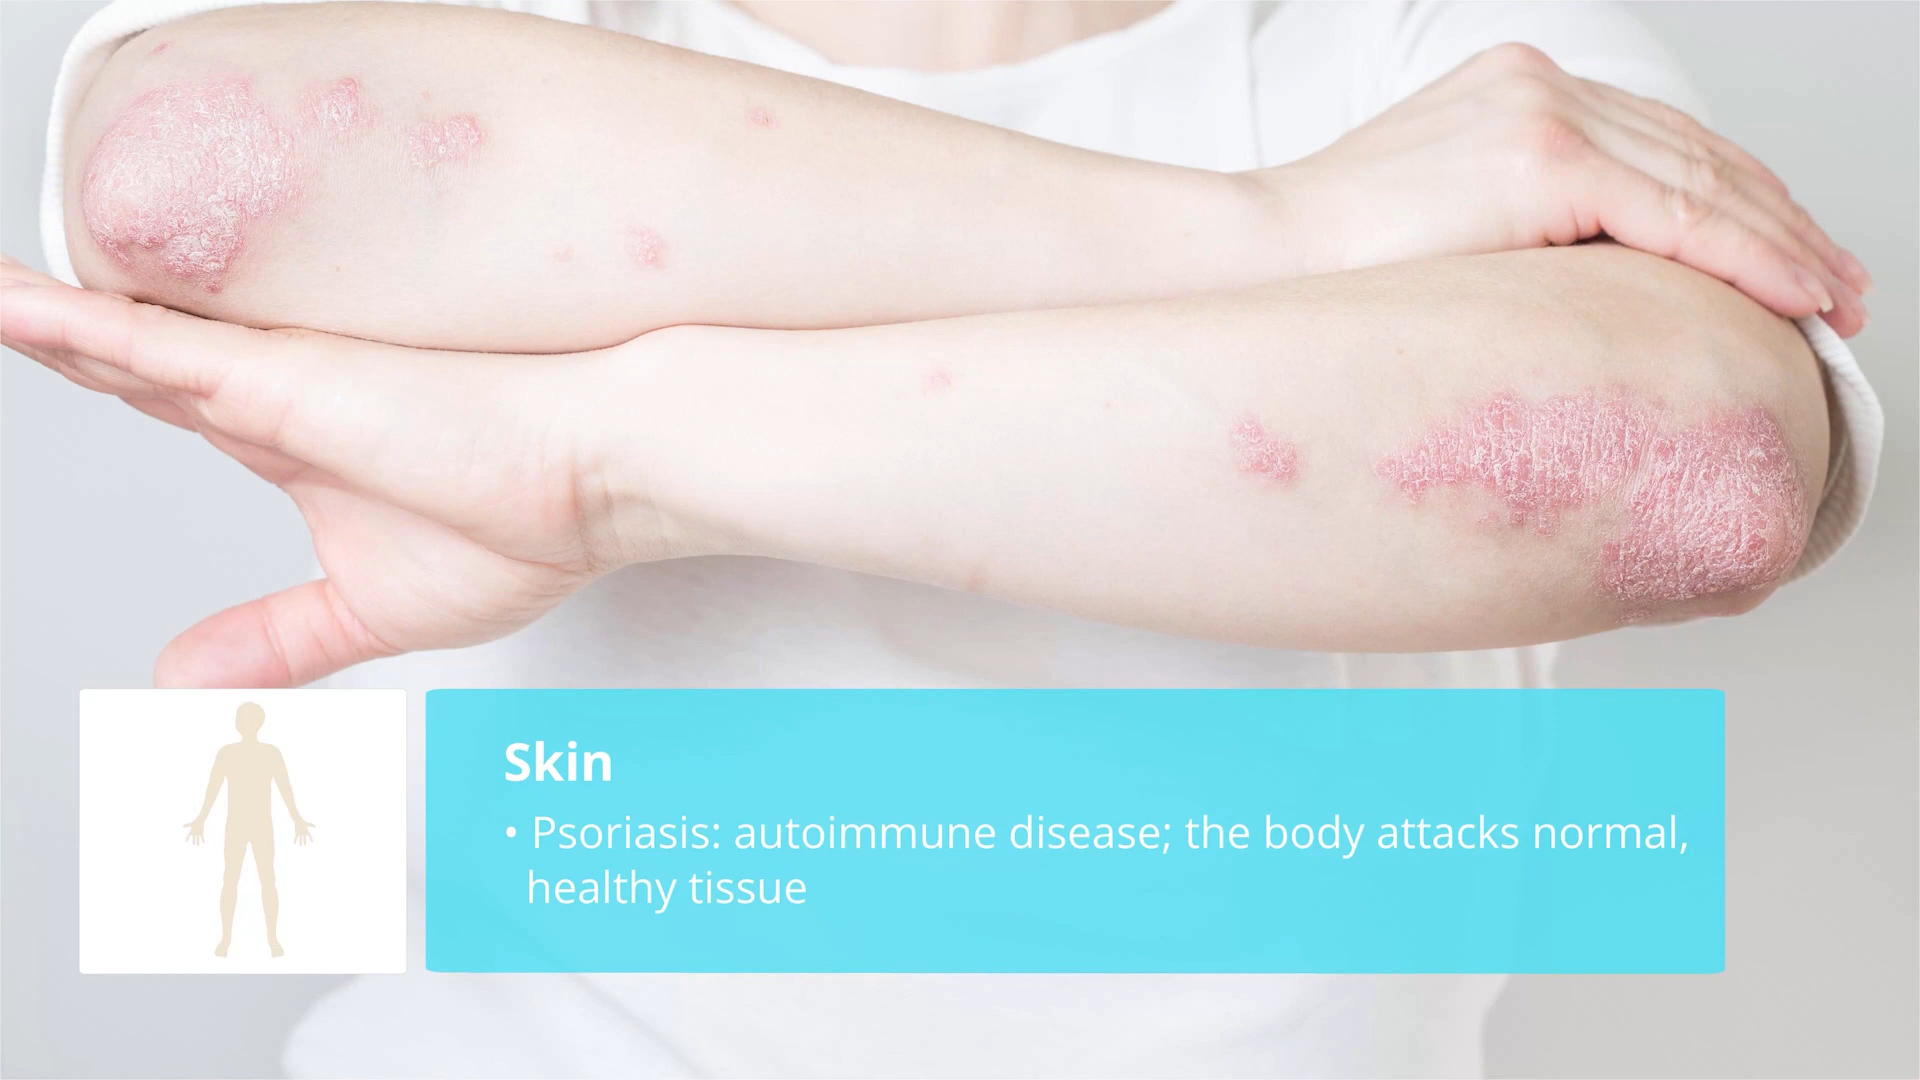 Skin
• Psoriasis: autoimmune disease; the body attacks normal,
healthy tissue